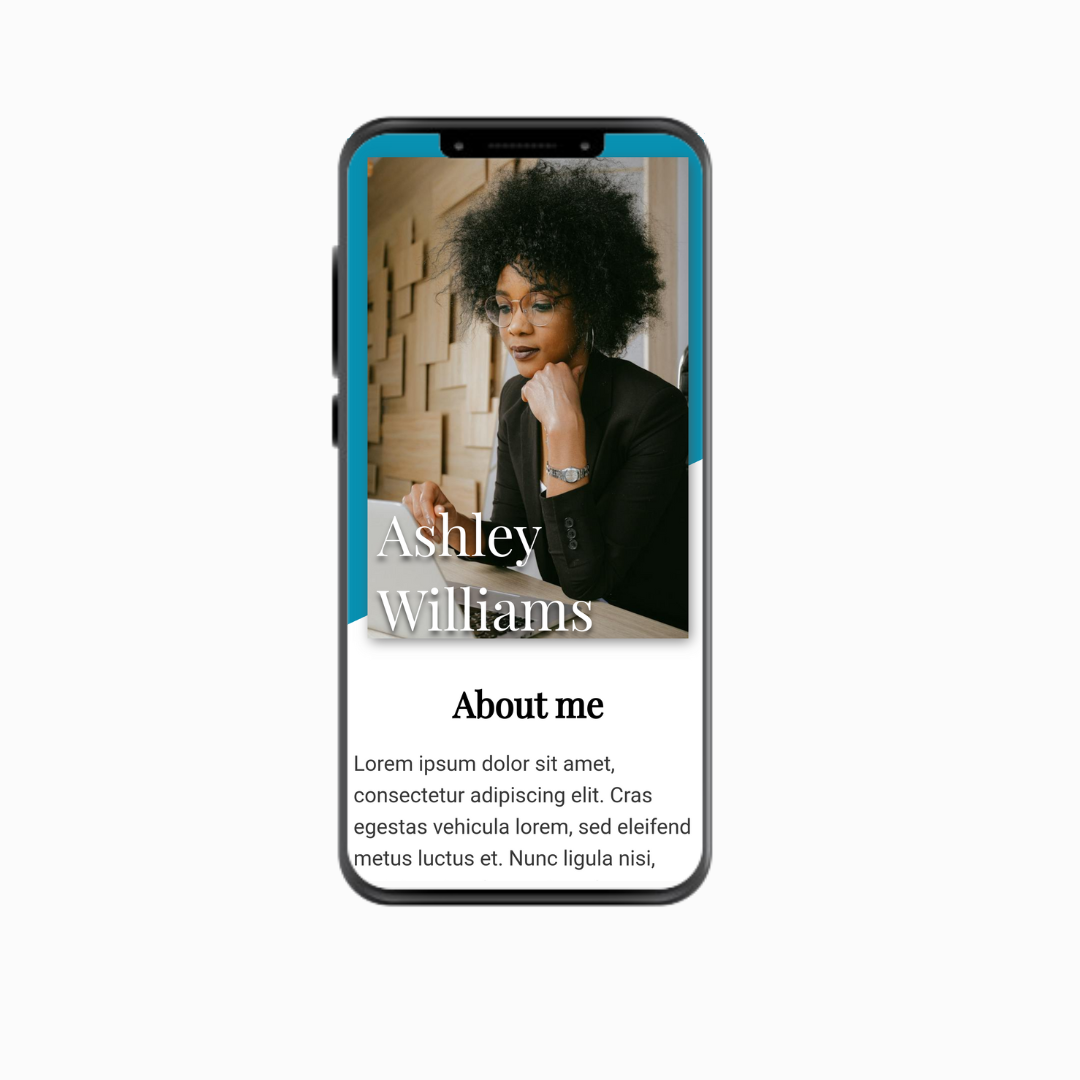 Ashley
Williams
About me
Lorem ipsum dolor sit amet,
consectetur adipiscing elit. Cras
egestas vehicula lorem, sed eleifend
metus luctus et. Nunc ligula nisi,